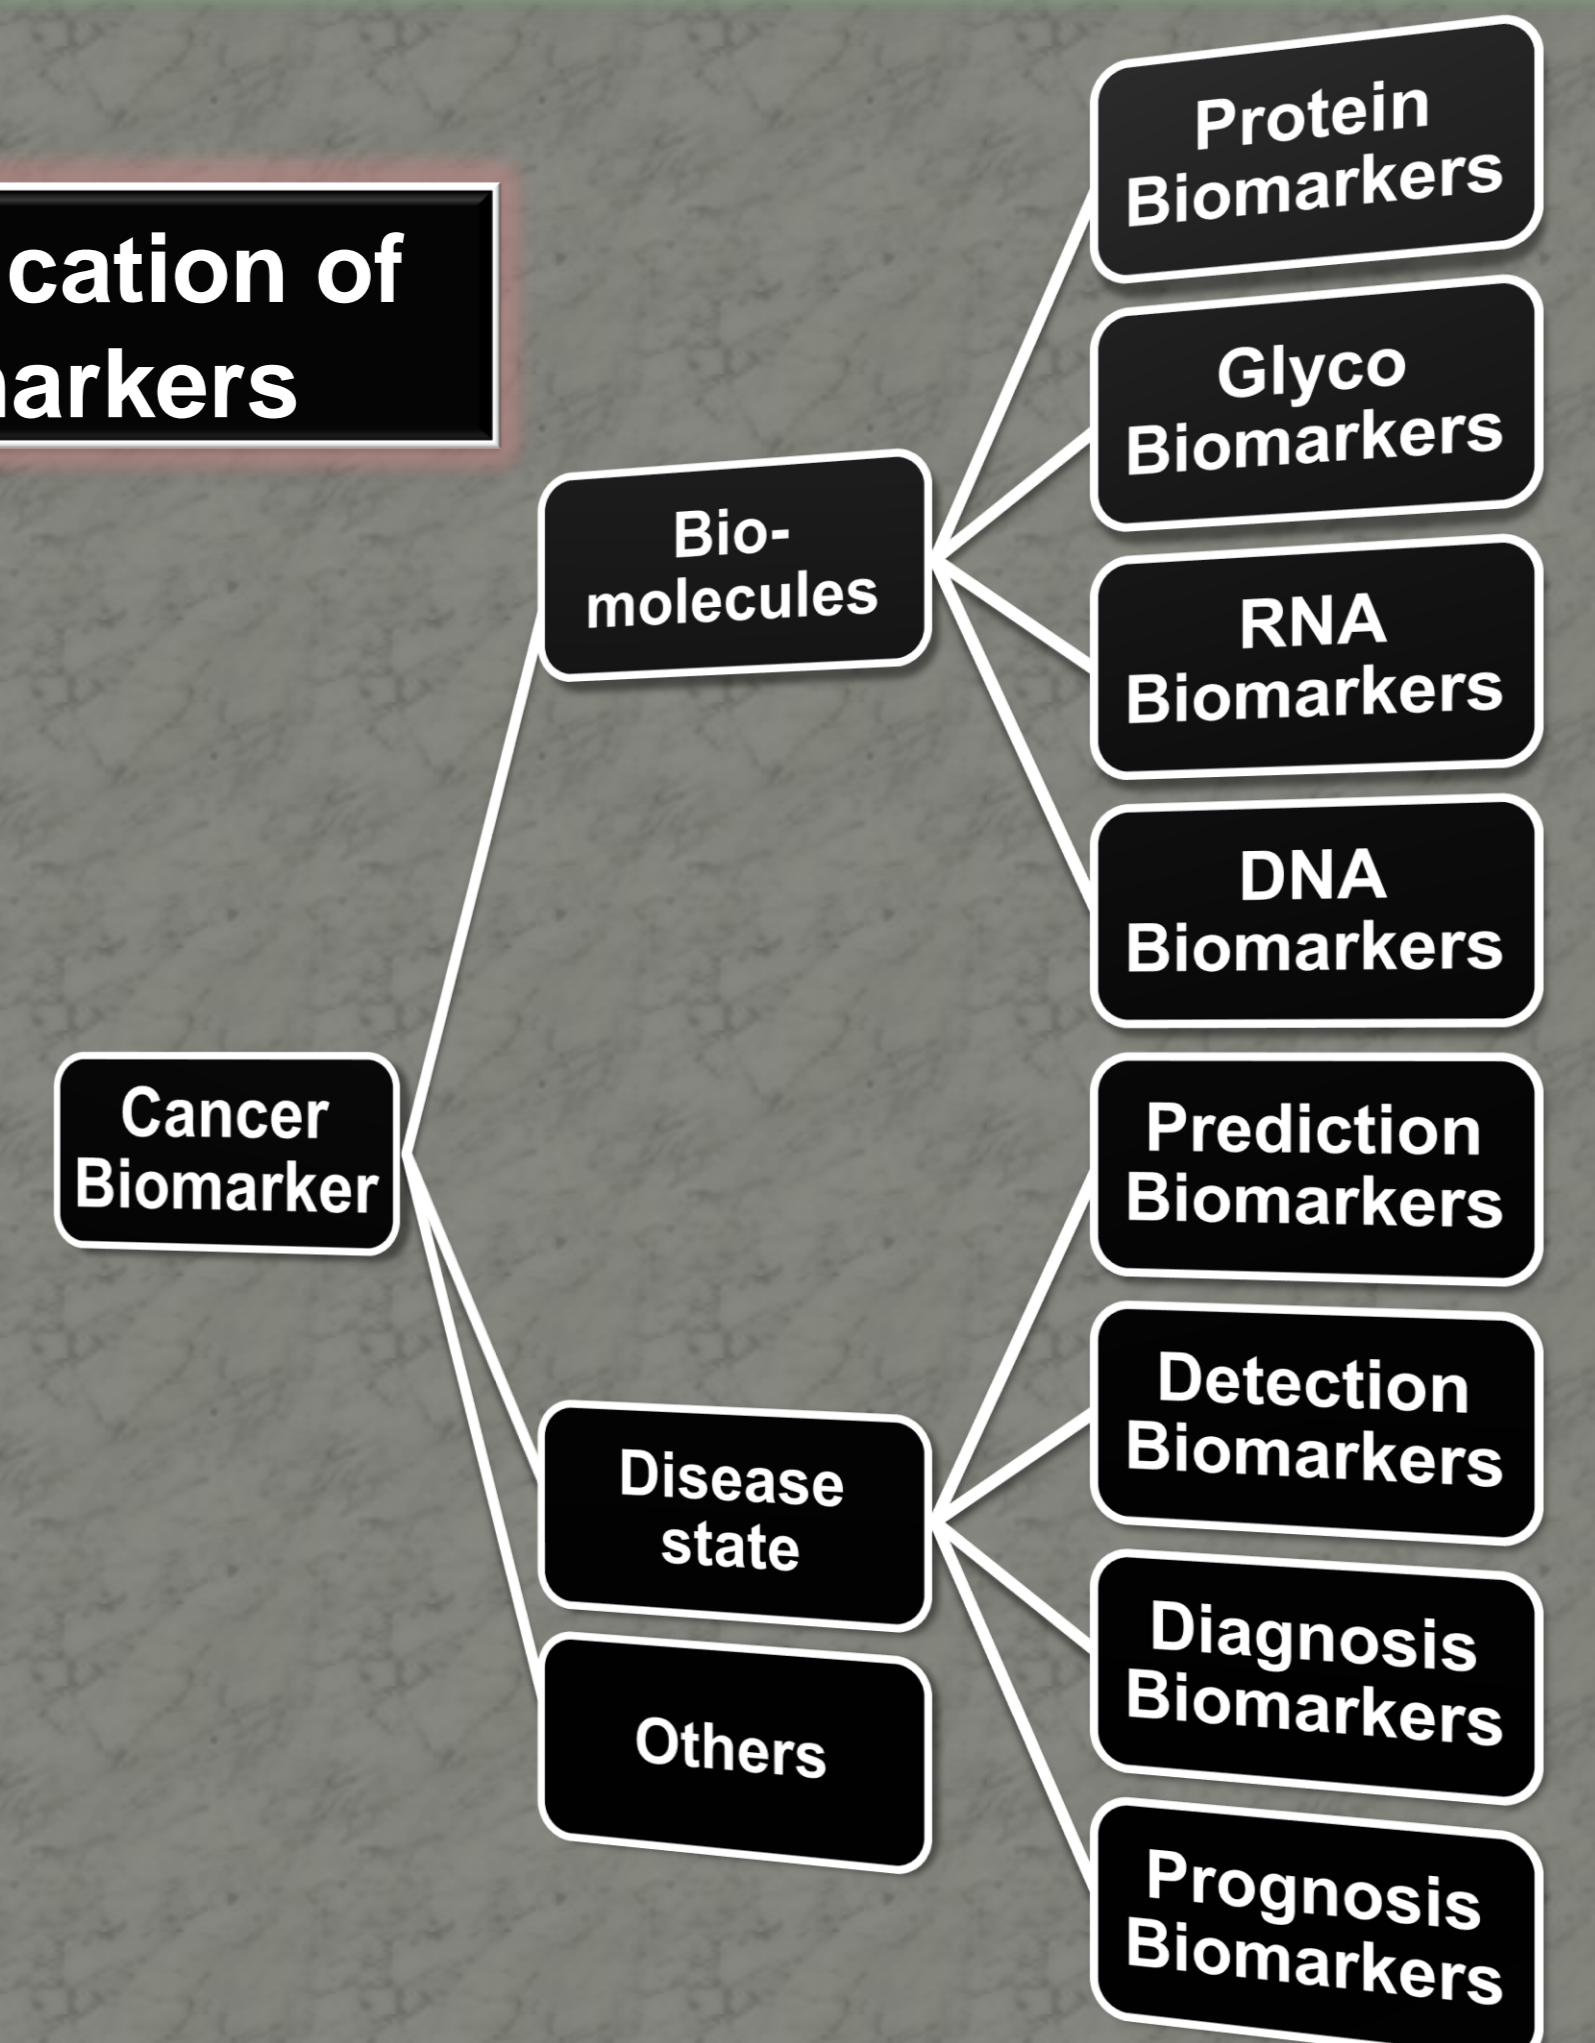 cation of
arkers
Protein
Biomarkers
Glyco
Biomarkers
Bio-
molecules
RNA
Biomarkers
DNA
Biomarkers
Cancer
Biomarker
Prediction
Biomarkers
Detection
Biomarkers
Disease
state
Diagnosis
Biomarkers
Others
Prognosis
Biomarkers